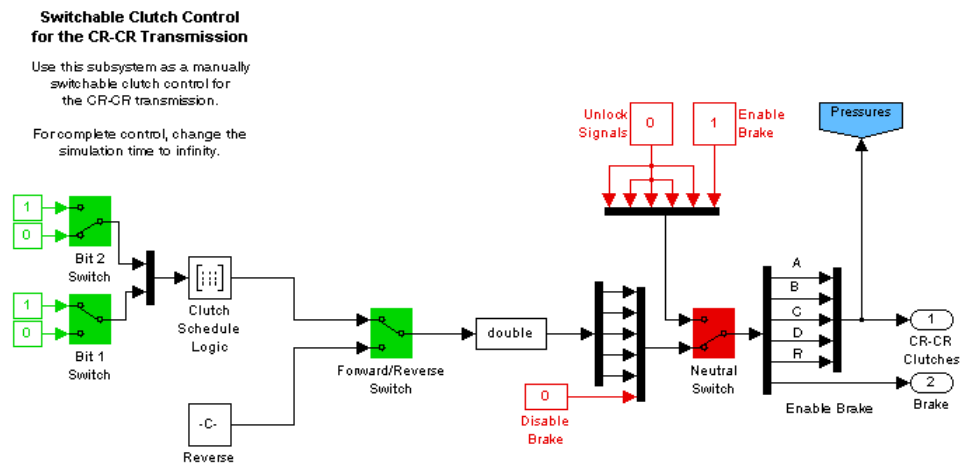 Switchable Clutch Control
for the CR-CR Transmission
Use this subsystem as a manually
switchable clutch control for
the CR-CR transmission.
For complete control, change the
simulation time to infinity.
Unlock
Signals
0
1
Enable
Brake
Pressures
1
0
Bit 2
Switch
1
0
Bit 1
Switch
[:::]
Clutch
Schedule
Logic
-C-
Reverse
Forward/Reverse
Switch
double
0
Disable
Brake
Neutral
Switch
A
B
C
D
R
Enable Brake
1
CR-CR
Clutches
2
Brake